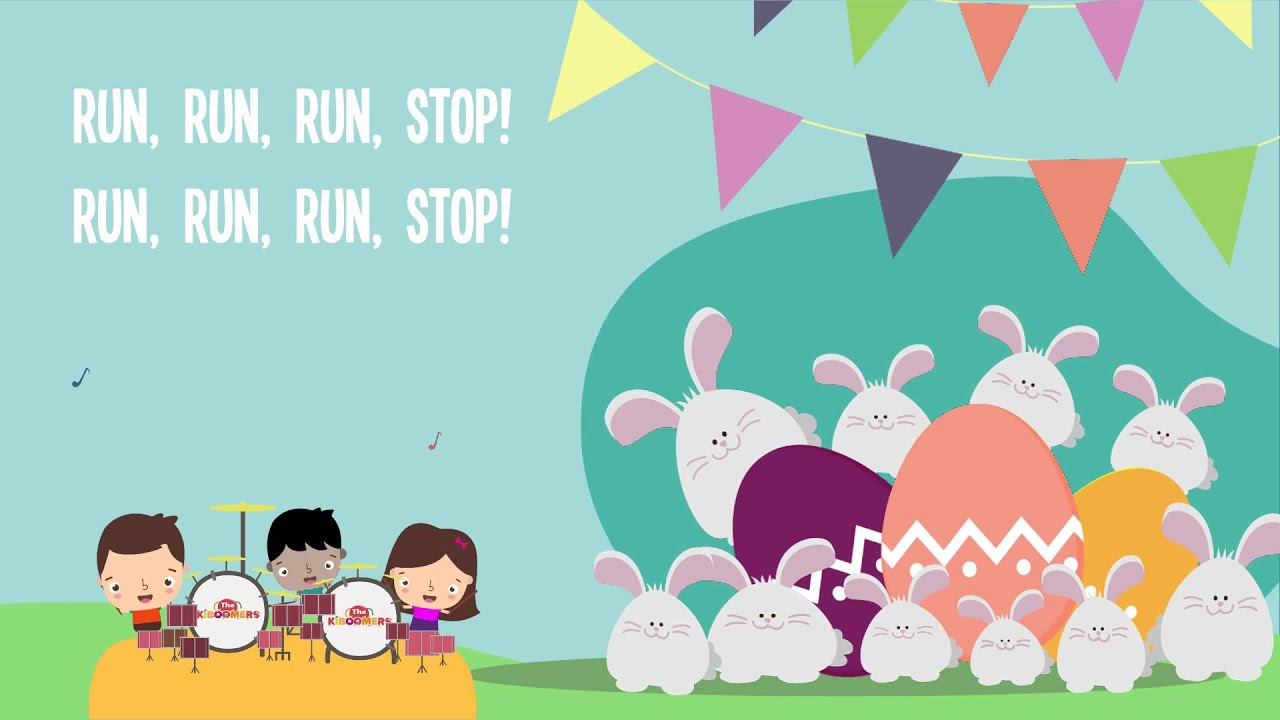 RUN, RUN, RUN, STOP!
RUN, RUN, RUN, STOP!
The
KiBOOMERS
The
KiBOOMERS